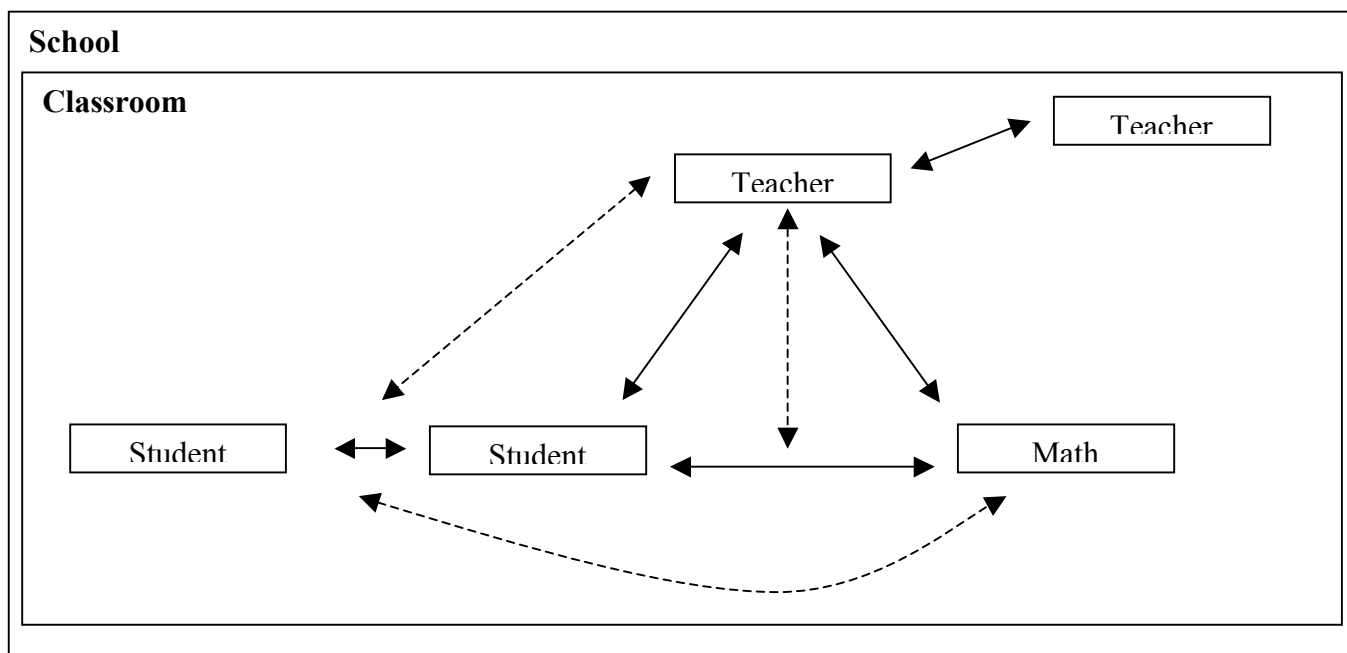 School
Classroom
Teacher
Teacher
Student
Student
Math